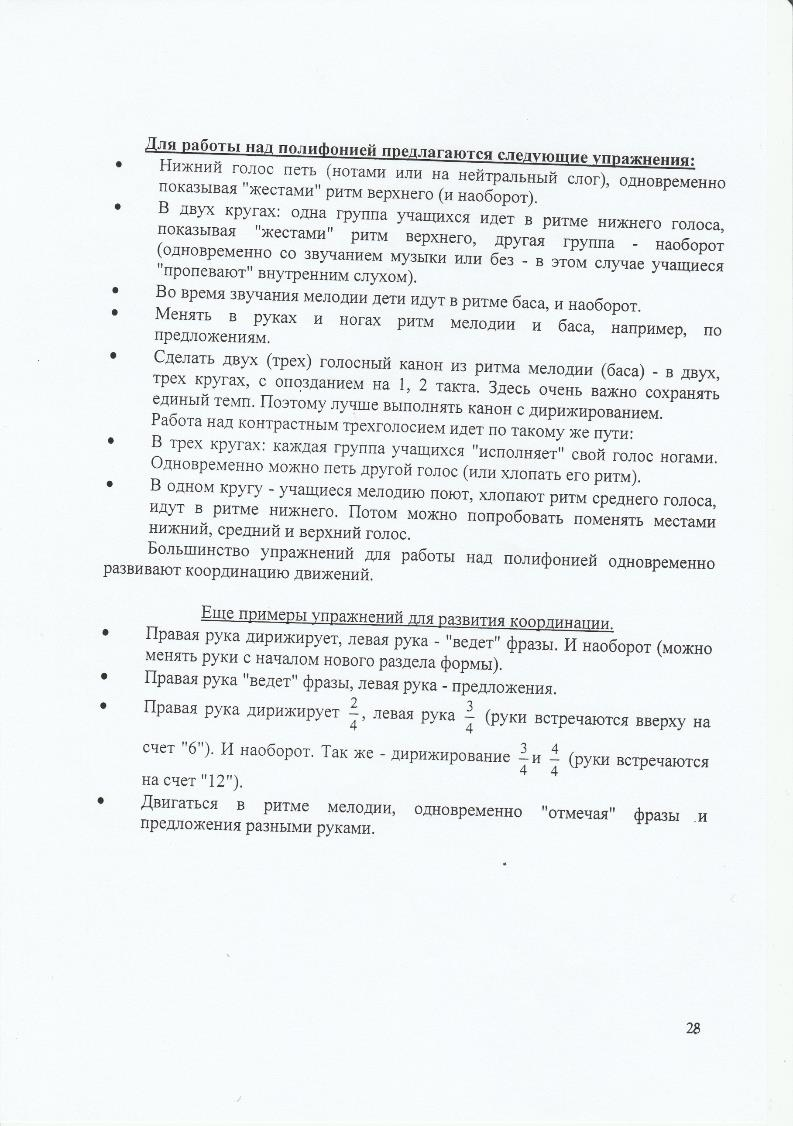 Для работы над полифонией предлагаются следующие упражнения:
• Нижний голос петь (нотами или на нейтральный слог), одновременно
показывая "жестами" ритм верхнего (и наоборот).
• В двух кругах: одна группа учащихся идет в ритме нижнего голоса,
показывая "жестами" ритм верхнего, другая группа - наоборот
(одновременно со звучанием музыки или без - в этом случае учащиеся
"пропевают" внутренним слухом).
• Во время звучания мелодии дети идут в ритме баса, и наоборот.
• Менять в руках и ногах ритм мелодии и баса, например, по
предложениям.
• Сделать двух (трех) голосный канон из ритма мелодии (баса) - в двух,
трех кругах, с опозданием на 1, 2 такта. Здесь очень важно сохранять
единый темп. Поэтому лучше выполнять канон с дирижированием.
Работа над контрастным трехголосием идет по такому же пути:
• В трех кругах: каждая группа учащихся "исполняет" свой голос ногами.
Одновременно можно петь другой голос (или хлопать его ритм).
• В одном кругу - учащиеся мелодию поют, хлопают ритм среднего голоса,
идут в ритме нижнего. Потом можно попробовать поменять местами
нижний, средний и верхний голос.
Большинство упражнений для работы над полифонией одновременно
развивают координацию движений.
Еще примеры упражнений для развития координации.
• Правая рука дирижирует, левая рука - "ведет" фразы. И наоборот (можно
менять руки с началом нового раздела формы).
• Правая рука "ведет" фразы, левая рука - предложения.
• Правая рука дирижирует 2/4, левая рука 3/4 (руки встречаются вверху на
счет "6"). И наоборот. Так же - дирижирование 3/4 и 4/4 (руки встречаются
на счет "12").
• Двигаться в ритме мелодии, одновременно "отмечая" фразы и
предложения разными руками.
28